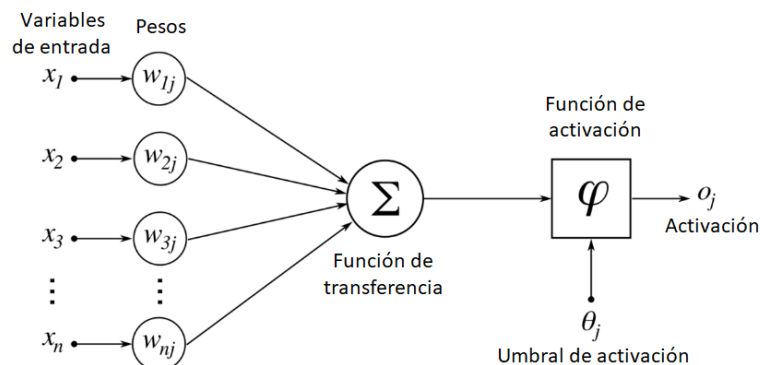 Variables
de entrada
Pesos
x1
w1j
x2
w2j
x3
w3j
⋮
⋮
xn
wnj
Σ
Función de
transferencia
Función de
activación
φ
oj
Activación
θj
Umbral de activación